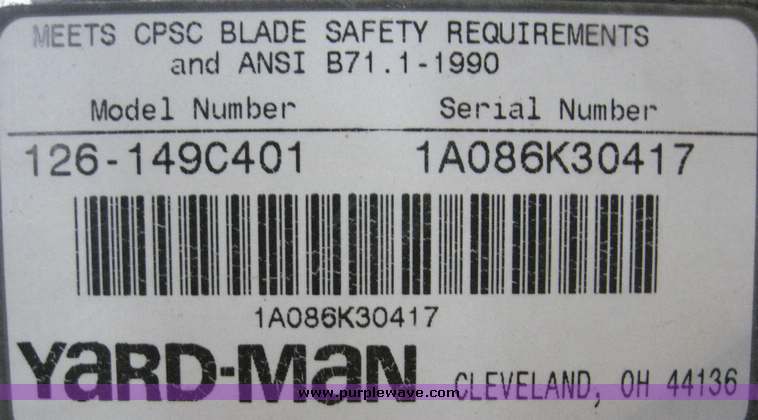 MEETS CPSC BLADE SAFETY REQUIREMENTS
and ANSI B71.1-1990
Model Number Serial Number
126-149C401 1A086K30417
1A086K30417
YaRD-MaN CLEVELAND, OH 44136
www.purplewave.com